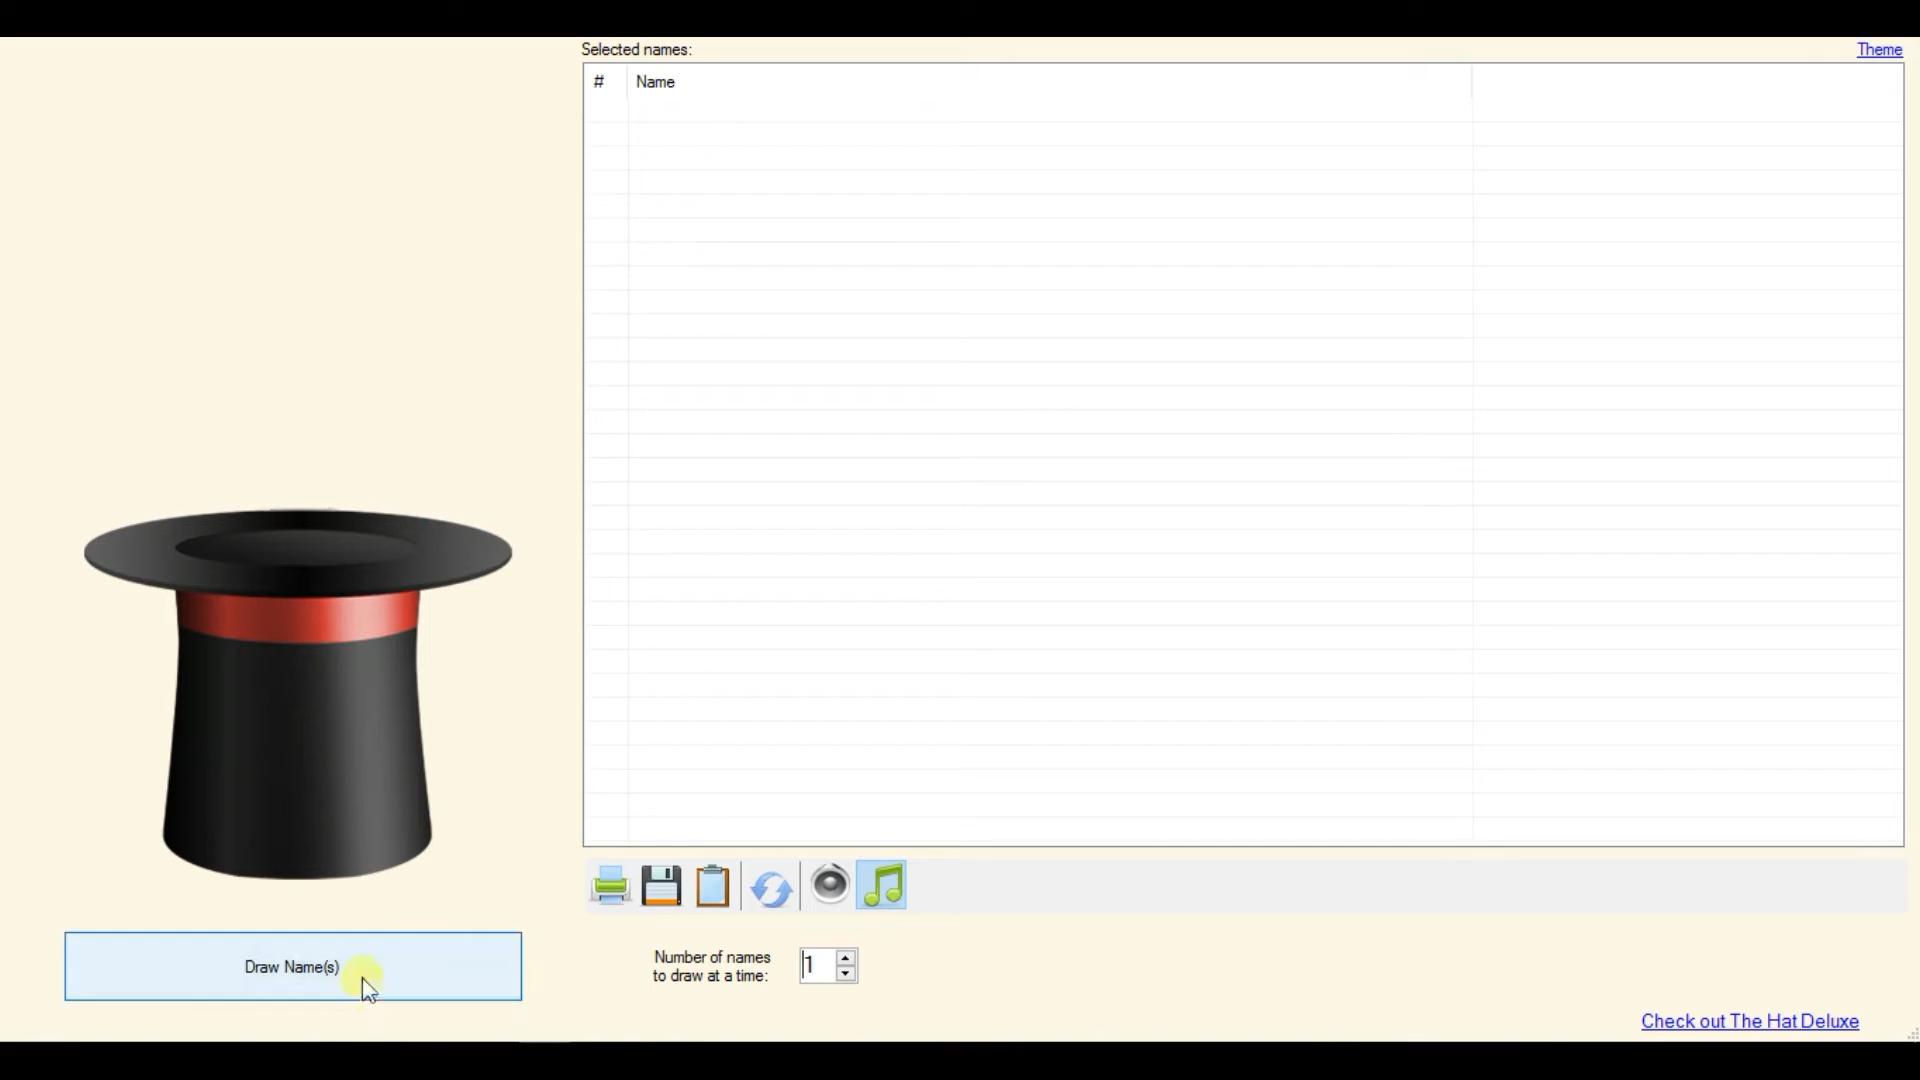 Selected names:
Theme
# Name
Draw Name(s)
Number of names
to draw at a time:
1
Check out The Hat Deluxe